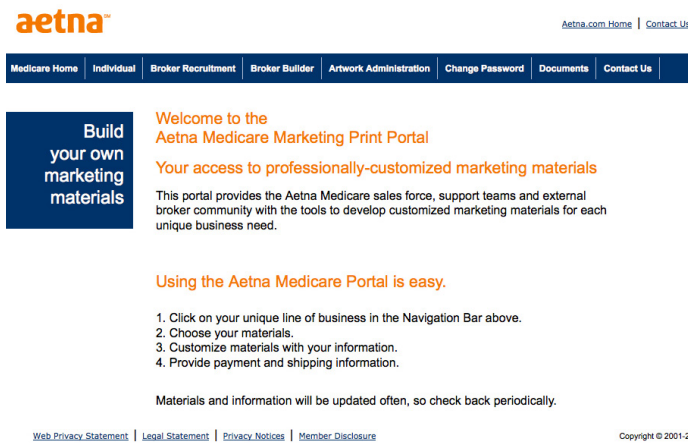 aetna℠
Aetna.com Home | Contact Us
Medicare Home | Individual | Broker Recruitment | Broker Builder | Artwork Administration | Change Password | Documents | Contact Us
Build
your own
marketing
materials
Welcome to the
Aetna Medicare Marketing Print Portal
Your access to professionally-customized marketing materials
This portal provides the Aetna Medicare sales force, support teams and external
broker community with the tools to develop customized marketing materials for each
unique business need.
Using the Aetna Medicare Portal is easy.
1. Click on your unique line of business in the Navigation Bar above.
2. Choose your materials.
3. Customize materials with your information.
4. Provide payment and shipping information.
Materials and information will be updated often, so check back periodically.
Web Privacy Statement | Legal Statement | Privacy Notices | Member Disclosure
Copyright © 2001-2